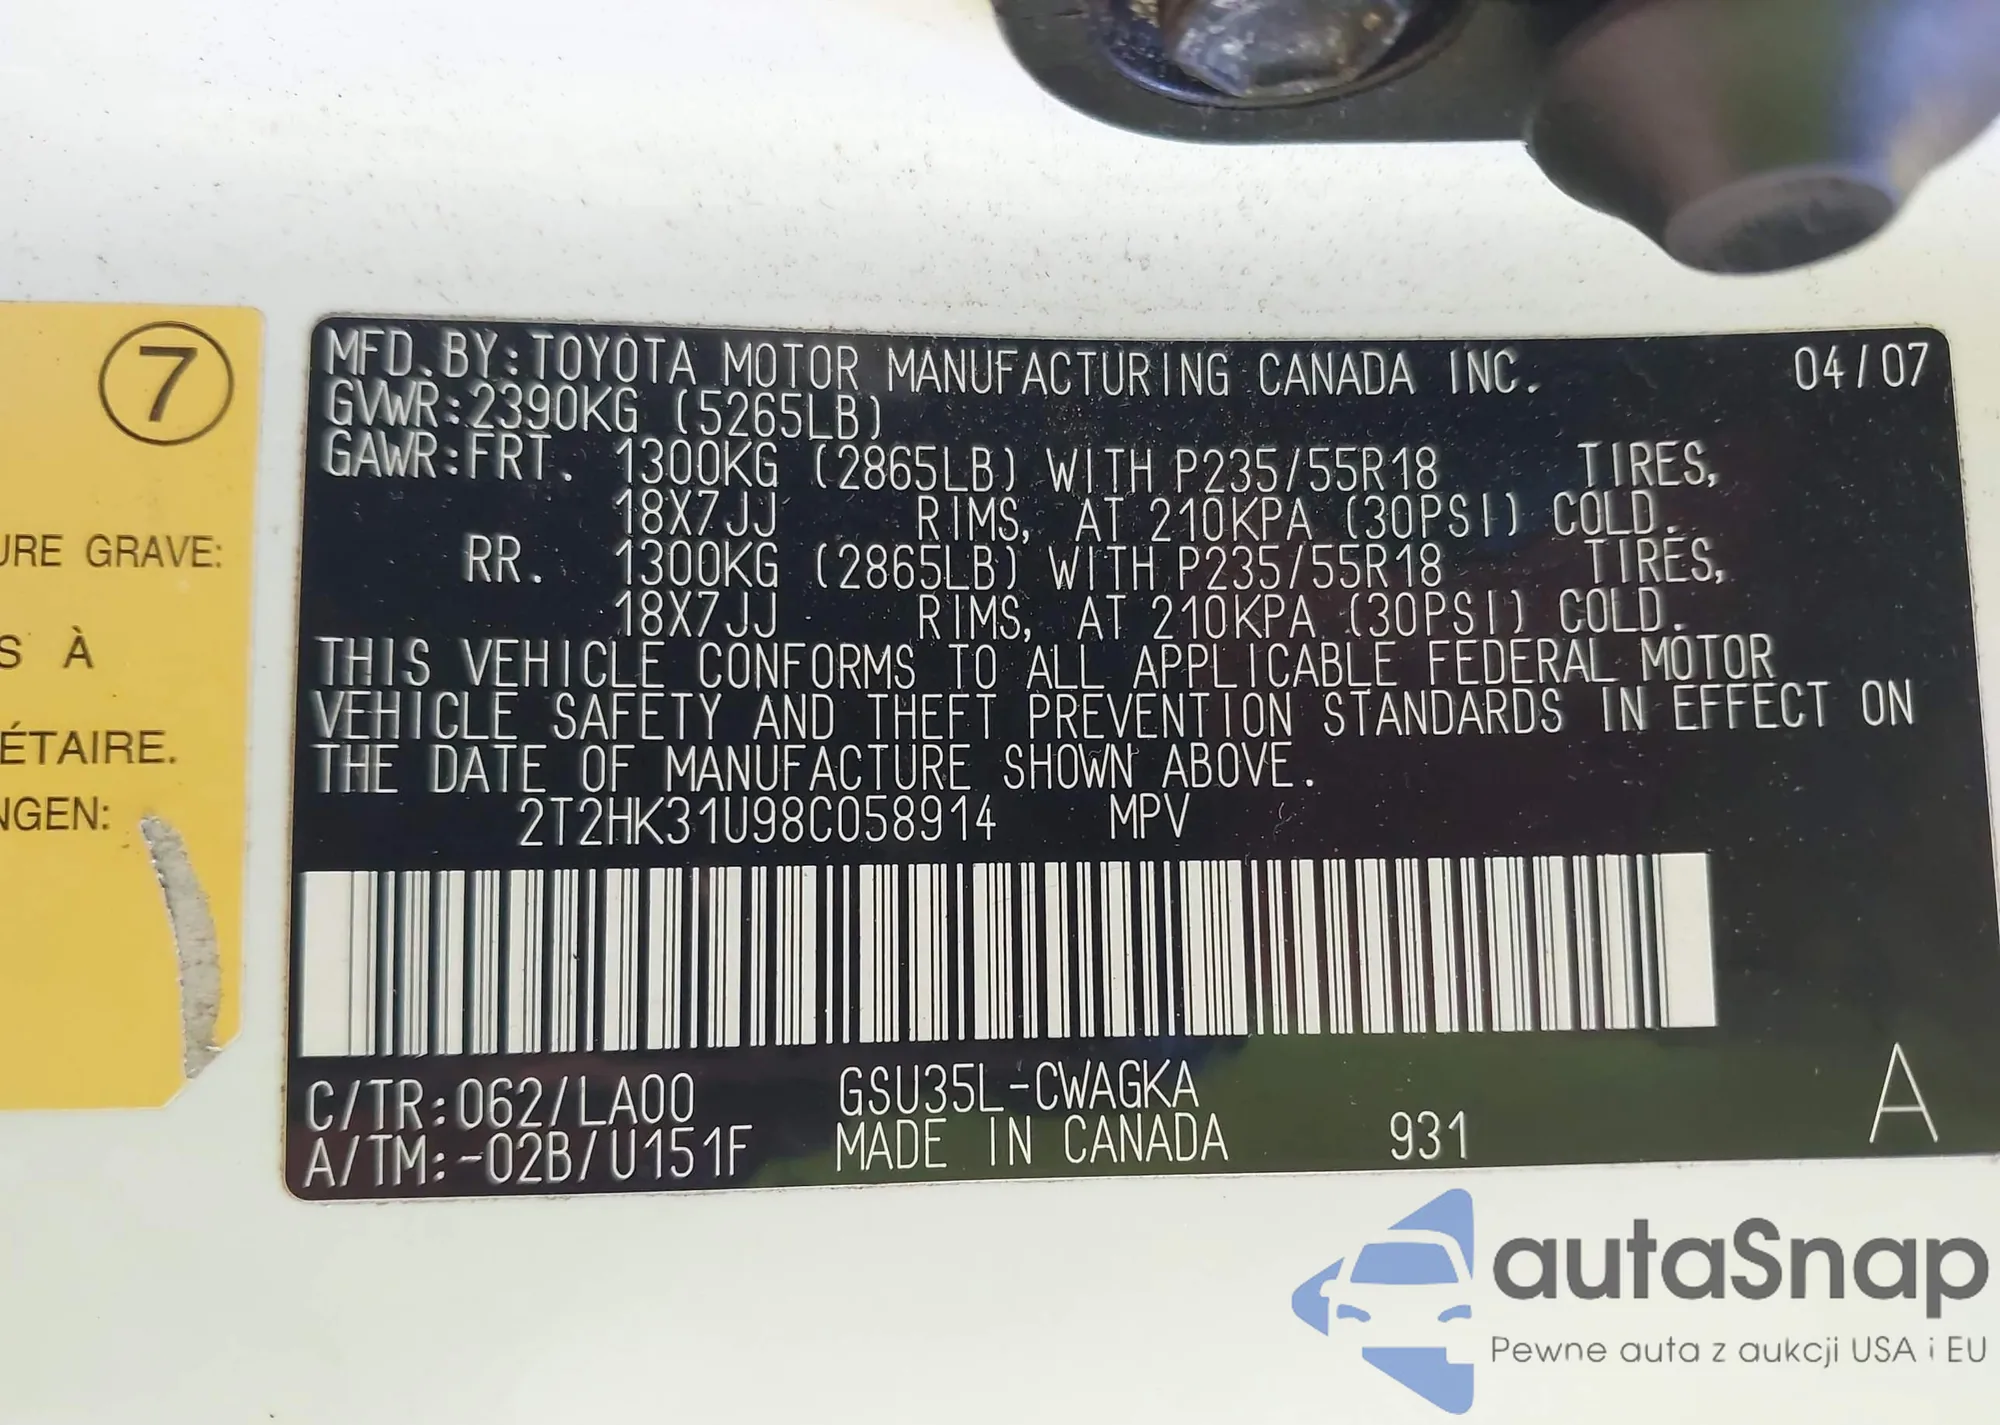 7
URE GRAVE:
S À
ÉTAIRE.
NGEN:
MFD. BY: TOYOTA MOTOR MANUFACTURING CANADA INC. 04/07
GVWR: 2390KG (5265LB)
GAWR: FRT. 1300KG (2865LB) WITH P235/55R18 TIRES,
18X7JJ RIMS, AT 210KPA (30PSI) COLD.
RR. 1300KG (2865LB) WITH P235/55R18 TIRES,
18X7JJ RIMS, AT 210KPA (30PSI) COLD.
THIS VEHICLE CONFORMS TO ALL APPLICABLE FEDERAL MOTOR
VEHICLE SAFETY AND THEFT PREVENTION STANDARDS IN EFFECT ON
THE DATE OF MANUFACTURE SHOWN ABOVE.
2T2HK31U98C058914 MPV
C/TR: 062/LA00 GSU35L-CWAGKA
A/TM: -02B/U151F MADE IN CANADA 931 A
autaSnap
Pewne auta z aukcji USA i EU